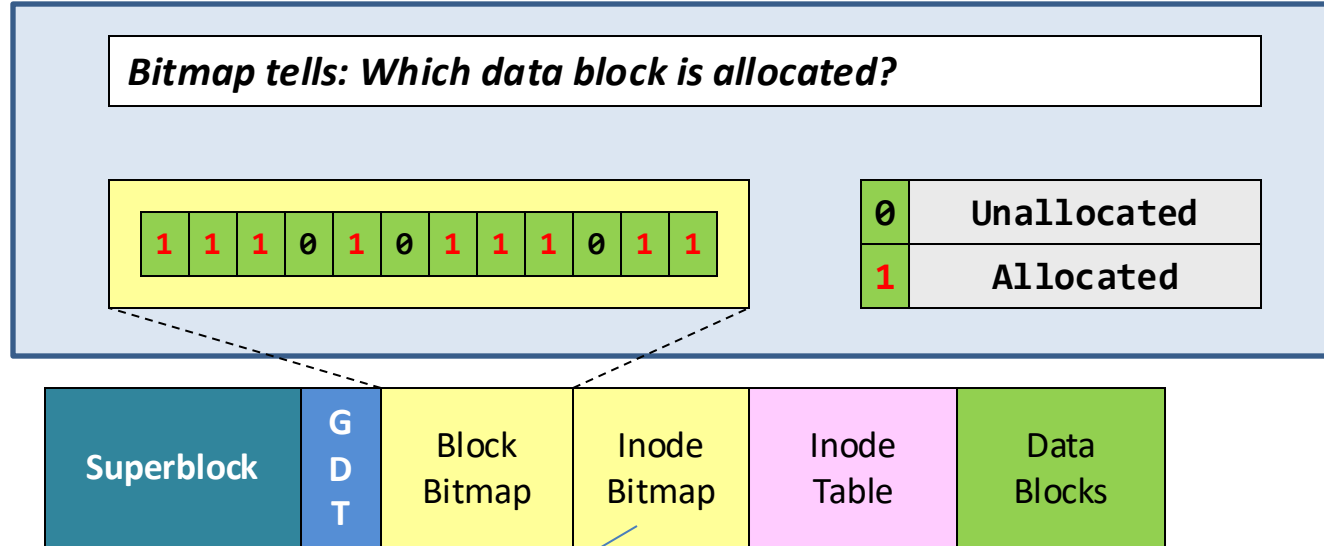 Bitmap tells: Which data block is allocated?
1 1 1 0 1 0 1 1 1 0 1 1
0 Unallocated
1 Allocated
Superblock
G
D
T
Block
Bitmap
Inode
Bitmap
Inode
Table
Data
Blocks